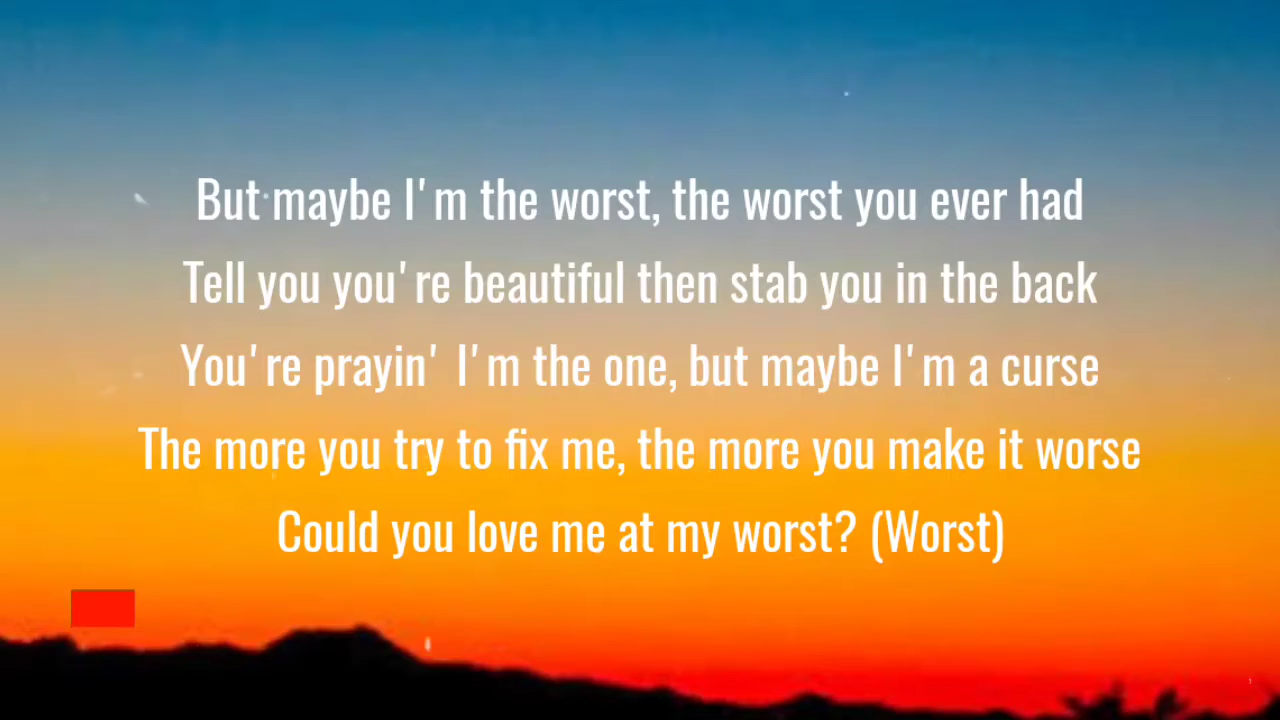 But maybe I'm the worst, the worst you ever had
Tell you you're beautiful then stab you in the back
You're prayin' I'm the one, but maybe I'm a curse
The more you try to fix me, the more you make it worse
Could you love me at my worst? (Worst)